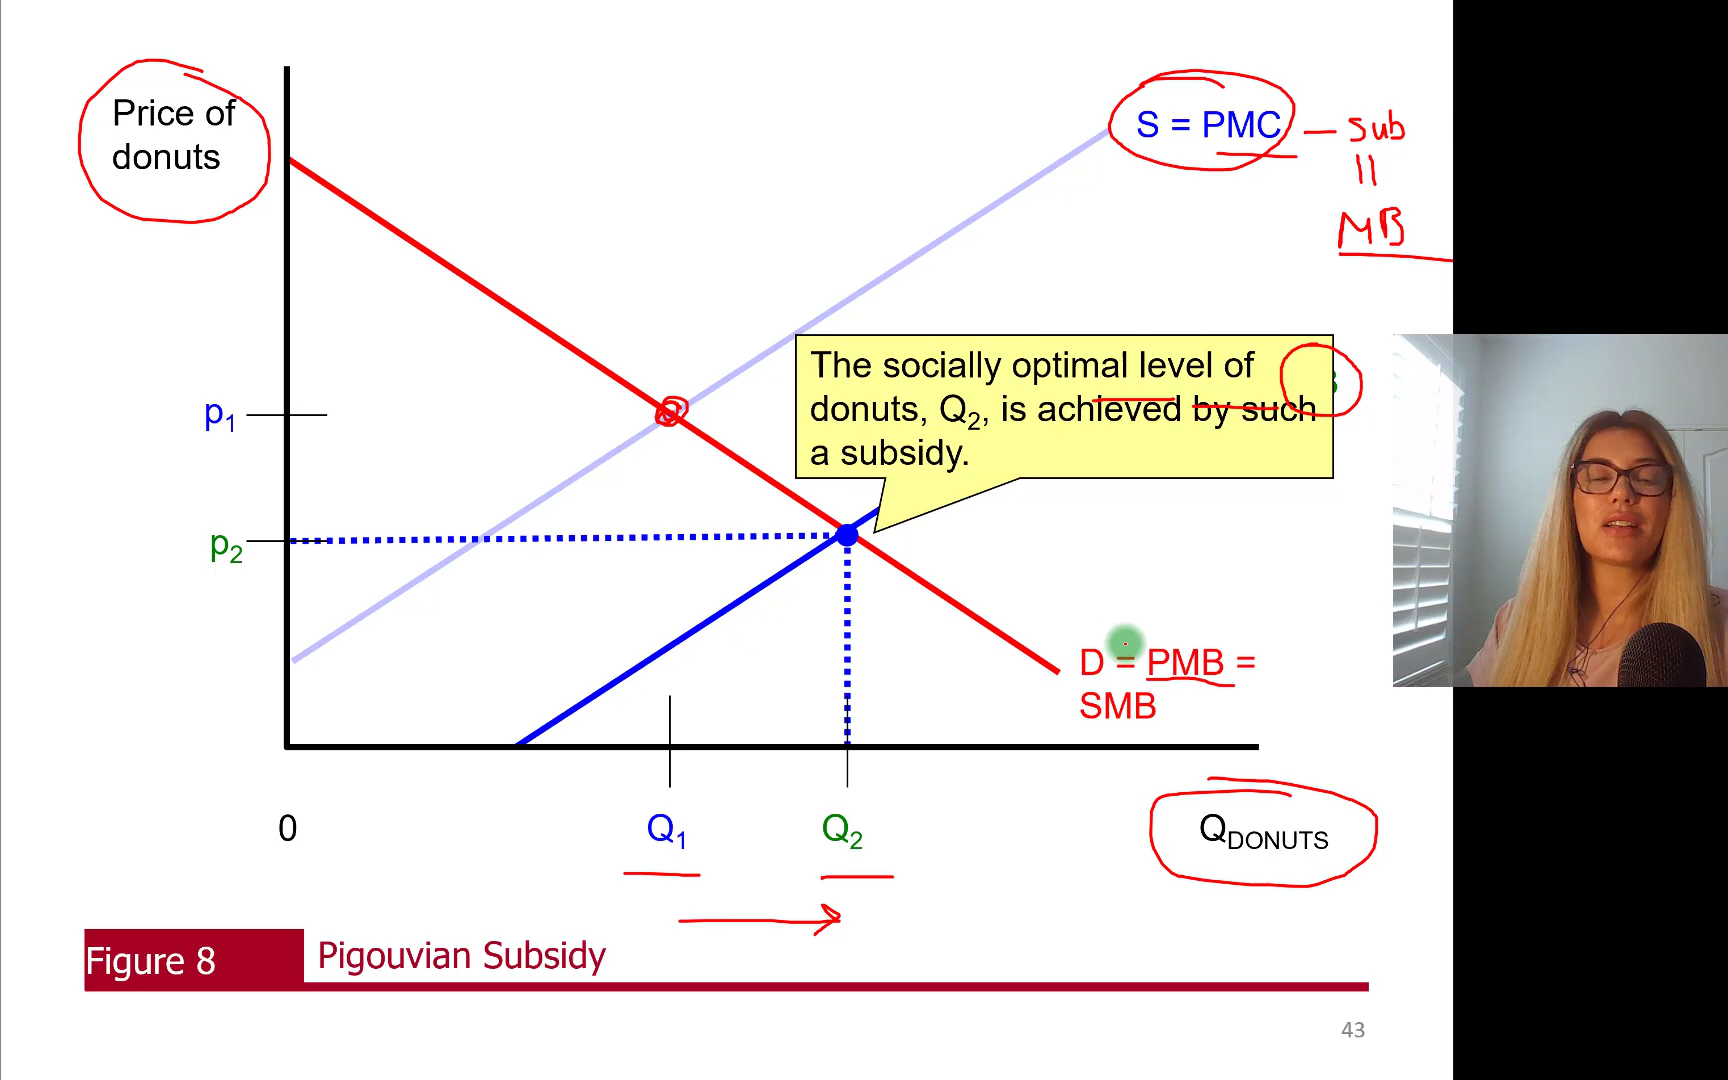 Price of
donuts
S = PMC
— Sub
=
MB
The socially optimal level of
donuts, Q₂, is achieved by such
a subsidy.
p₁
p₂
D = PMB =
SMB
0
Q₁
Q₂
Q_DONUTS
Figure 8
Pigouvian Subsidy
43